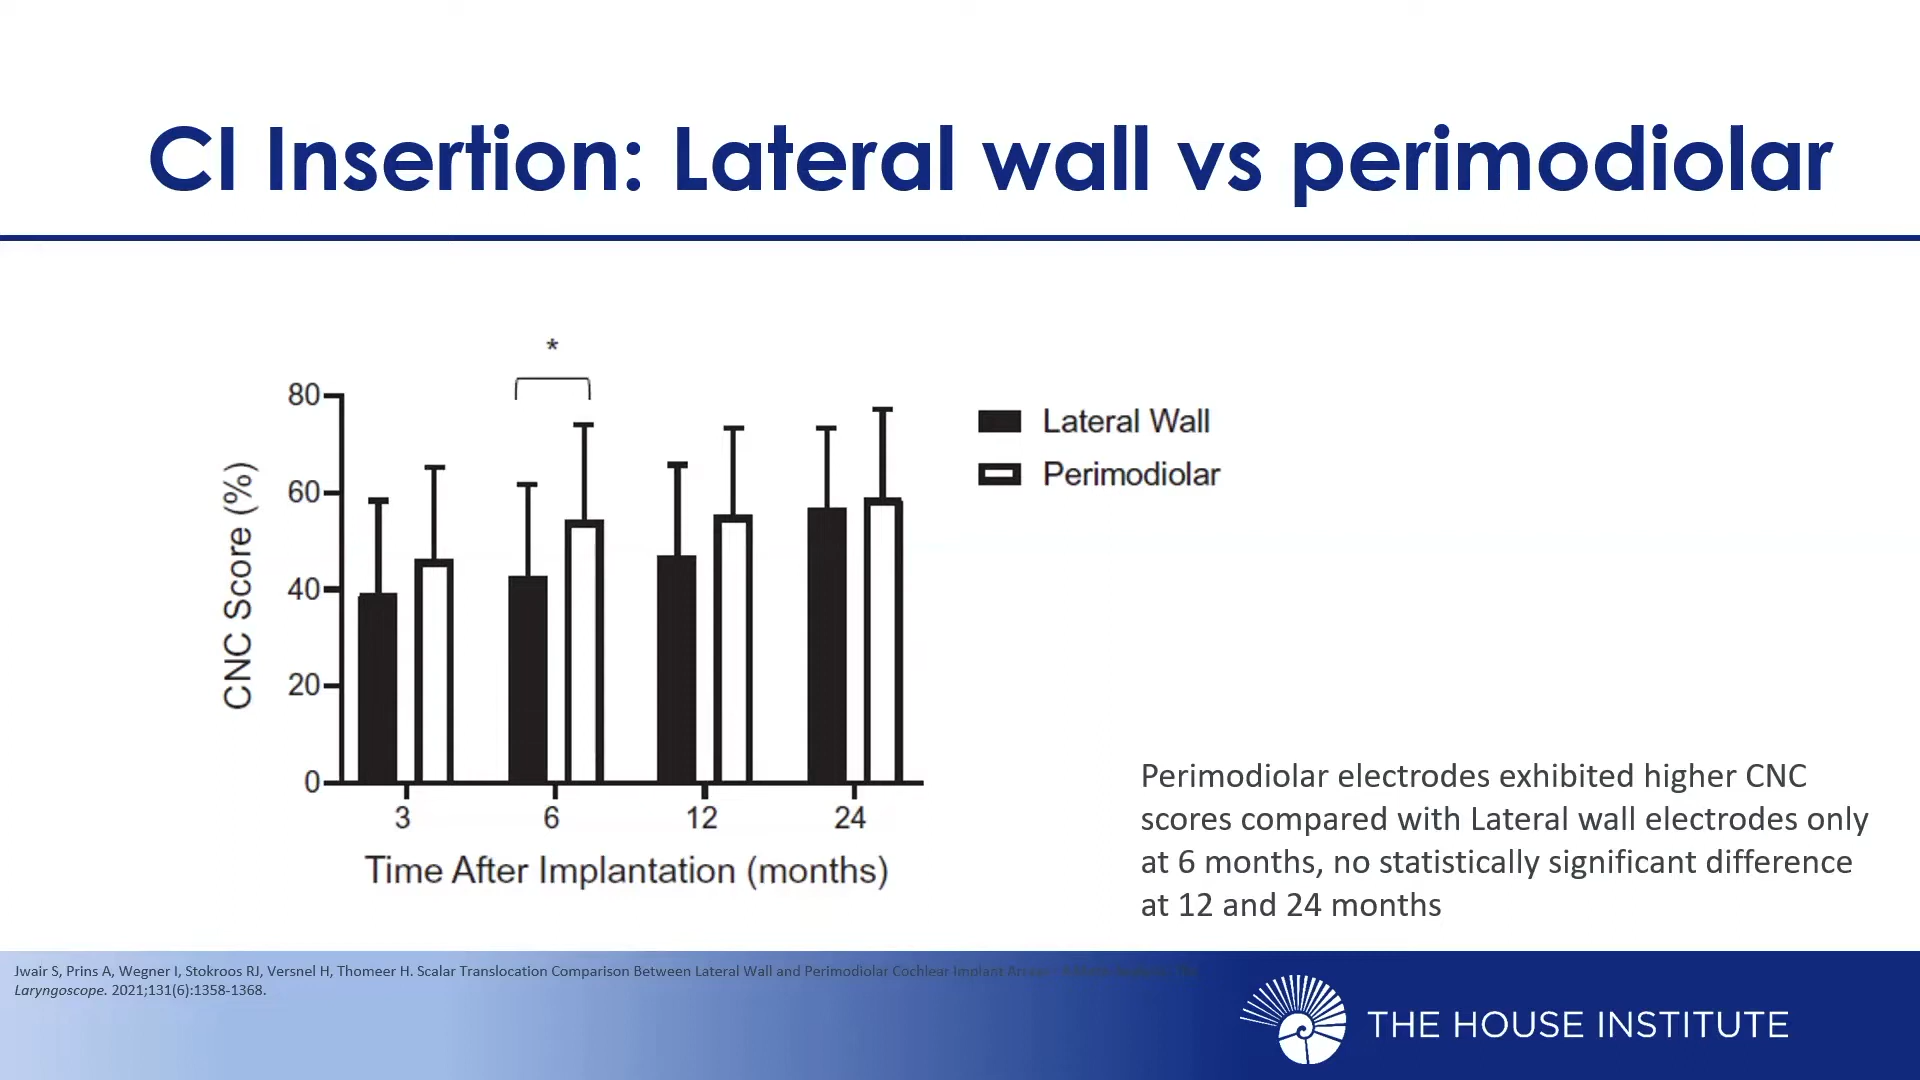 CI Insertion: Lateral wall vs perimodiolar
*
80
60
40
20
0
CNC Score (%)
3 6 12 24
Time After Implantation (months)
Lateral Wall
Perimodiolar
Perimodiolar electrodes exhibited higher CNC
scores compared with Lateral wall electrodes only
at 6 months, no statistically significant difference
at 12 and 24 months
Jwair S, Prins A, Wegner I, Stokroos RJ, Versnel H, Thomeer H. Scalar Translocation Comparison Between Lateral Wall and Perimodiolar Cochlear Implant
Laryngoscope. 2021;131(6):1358-1368.
THE HOUSE INSTITUTE